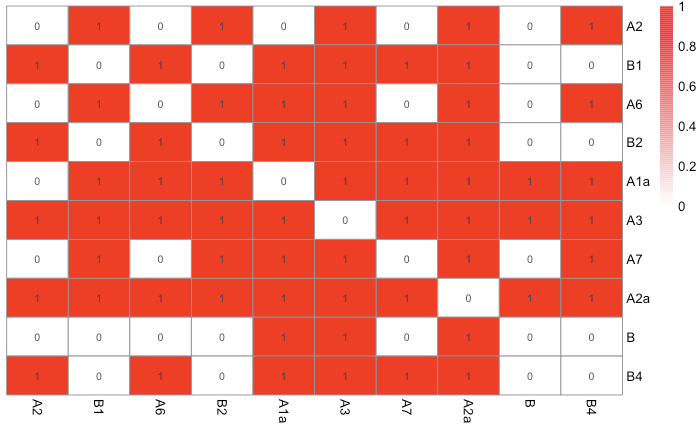 0 1 0 1 0 1 0 1 0 1 A2
1 0 1 0 1 1 1 1 0 0 B1
0 1 0 1 1 1 0 1 0 1 A6
1 0 1 0 1 1 1 1 0 0 B2
0 1 1 1 0 1 1 1 1 1 A1a
1 1 1 1 1 0 1 1 1 1 A3
0 1 0 1 1 1 0 1 0 1 A7
1 1 1 1 1 1 1 0 1 1 A2a
0 0 0 0 1 1 0 1 0 0 B
1 0 1 0 1 1 1 1 0 0 B4
A2 B1 A6 B2 A1a A3 A7 A2a B B4
1
0.8
0.6
0.4
0.2
0